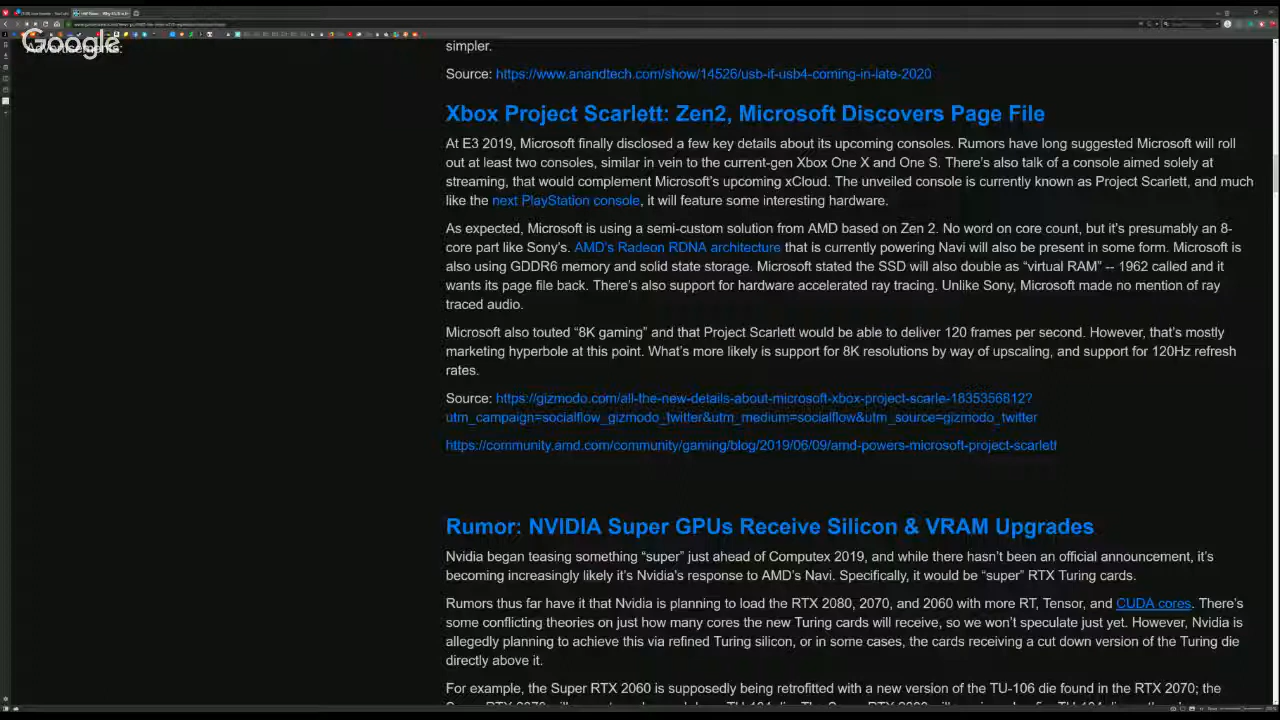 Google
Advertisements:
simpler.
Source: https://www.anandtech.com/show/14526/usb-if-usb4-coming-in-late-2020
Xbox Project Scarlett: Zen2, Microsoft Discovers Page File
At E3 2019, Microsoft finally disclosed a few key details about its upcoming consoles. Rumors have long suggested Microsoft will roll
out at least two consoles, similar in vein to the current-gen Xbox One X and One S. There's also talk of a console aimed solely at
streaming, that would complement Microsoft's upcoming xCloud. The unveiled console is currently known as Project Scarlett, and much
like the next PlayStation console, it will feature some interesting hardware.
As expected, Microsoft is using a semi-custom solution from AMD based on Zen 2. No word on core count, but it's presumably an 8-
core part like Sony's. AMD's Radeon RDNA architecture that is currently powering Navi will also be present in some form. Microsoft is
also using GDDR6 memory and solid state storage. Microsoft stated the SSD will also double as “virtual RAM” -- 1962 called and it
wants its page file back. There's also support for hardware accelerated ray tracing. Unlike Sony, Microsoft made no mention of ray
traced audio.
Microsoft also touted “8K gaming” and that Project Scarlett would be able to deliver 120 frames per second. However, that's mostly
marketing hyperbole at this point. What's more likely is support for 8K resolutions by way of upscaling, and support for 120Hz refresh
rates.
Source: https://gizmodo.com/all-the-new-details-about-microsoft-xbox-project-scarle-1835356812?
utm_campaign=socialflow_gizmodo_twitter&utm_medium=socialflow&utm_source=gizmodo_twitter
https://community.amd.com/community/gaming/blog/2019/06/09/amd-powers-microsoft-project-scarlett
Rumor: NVIDIA Super GPUs Receive Silicon & VRAM Upgrades
Nvidia began teasing something “super” just ahead of Computex 2019, and while there hasn't been an official announcement, it's
becoming increasingly likely it's Nvidia's response to AMD's Navi. Specifically, it would be “super” RTX Turing cards.
Rumors thus far have it that Nvidia is planning to load the RTX 2080, 2070, and 2060 with more RT, Tensor, and CUDA cores. There's
some conflicting theories on just how many cores the new Turing cards will receive, so we won't speculate just yet. However, Nvidia is
allegedly planning to achieve this via refined Turing silicon, or in some cases, the cards receiving a cut down version of the Turing die
directly above it.
For example, the Super RTX 2060 is supposedly being retrofitted with a new version of the TU-106 die found in the RTX 2070; the